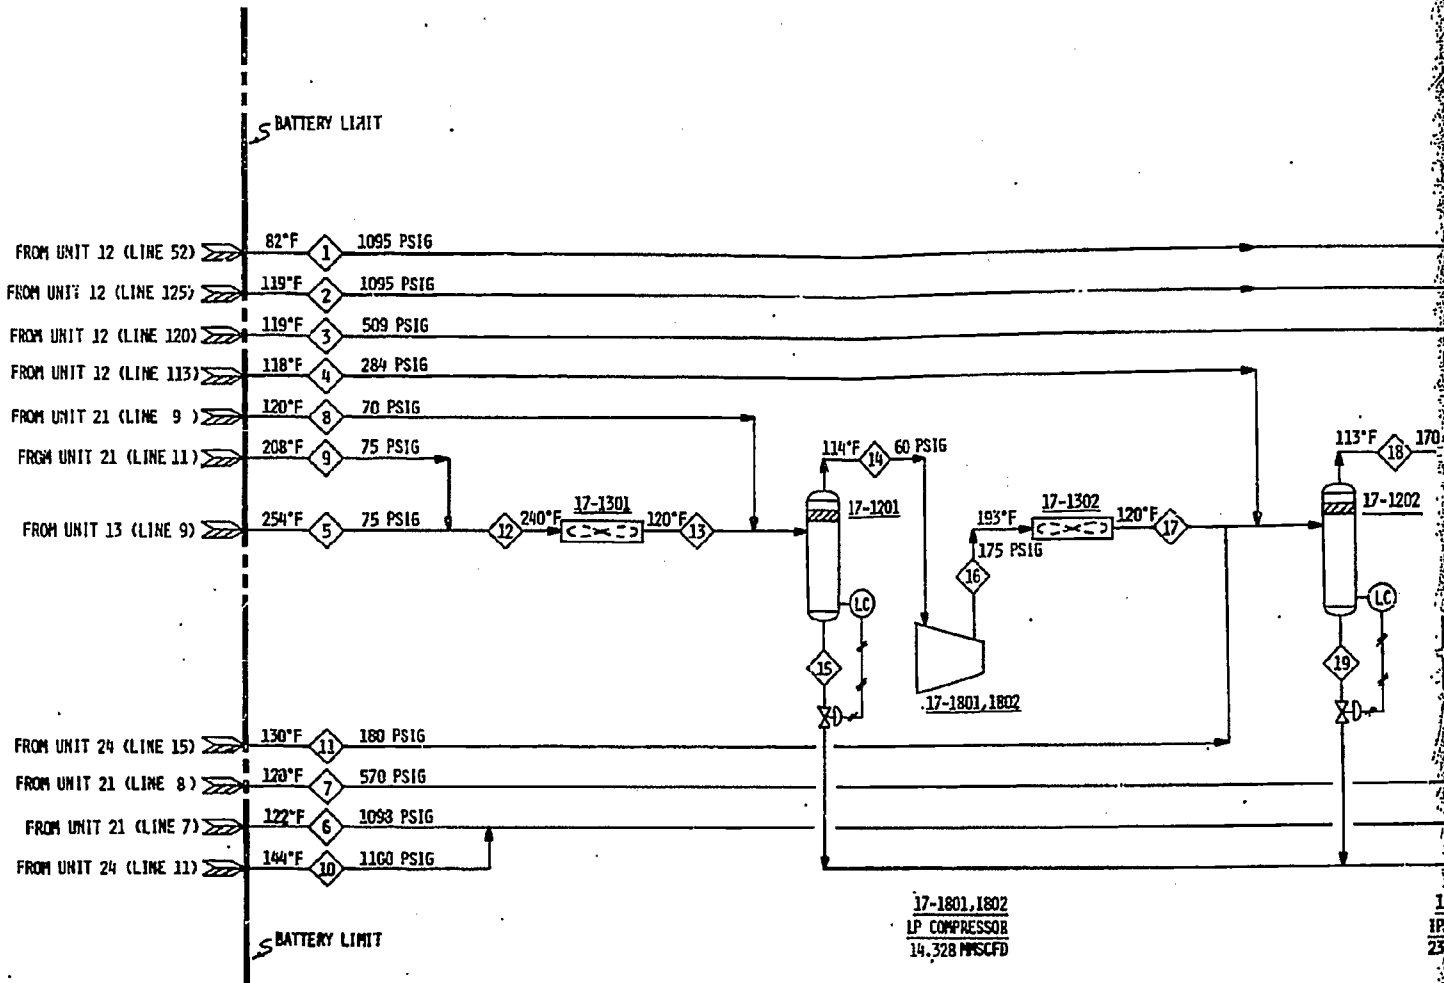 BATTERY LIMIT
FROM UNIT 12 (LINE 52) 82°F 1 1095 PSIG
FROM UNIT 12 (LINE 125) 119°F 2 1095 PSIG
FROM UNIT 12 (LINE 120) 119°F 3 509 PSIG
FROM UNIT 12 (LINE 113) 118°F 4 284 PSIG
FROM UNIT 21 (LINE 9 ) 120°F 8 70 PSIG
FROM UNIT 21 (LINE 11) 208°F 9 75 PSIG
114°F 14 60 PSIG
113°F 18 170
17-1201
17-1202
17-1301
17-1302
FROM UNIT 13 (LINE 9) 254°F 5 75 PSIG
12 240°F 120°F 13
193°F 120°F 17
175 PSIG
16
LC
LC
15
19
17-1801,1802
FROM UNIT 24 (LINE 15) 130°F 11 180 PSIG
FROM UNIT 21 (LINE 8 ) 120°F 7 570 PSIG
FROM UNIT 21 (LINE 7) 122°F 6 1098 PSIG
FROM UNIT 24 (LINE 11) 144°F 10 1100 PSIG
17-1801,1802
LP COMPRESSOR
14.328 MMSCFD
BATTERY LIMIT